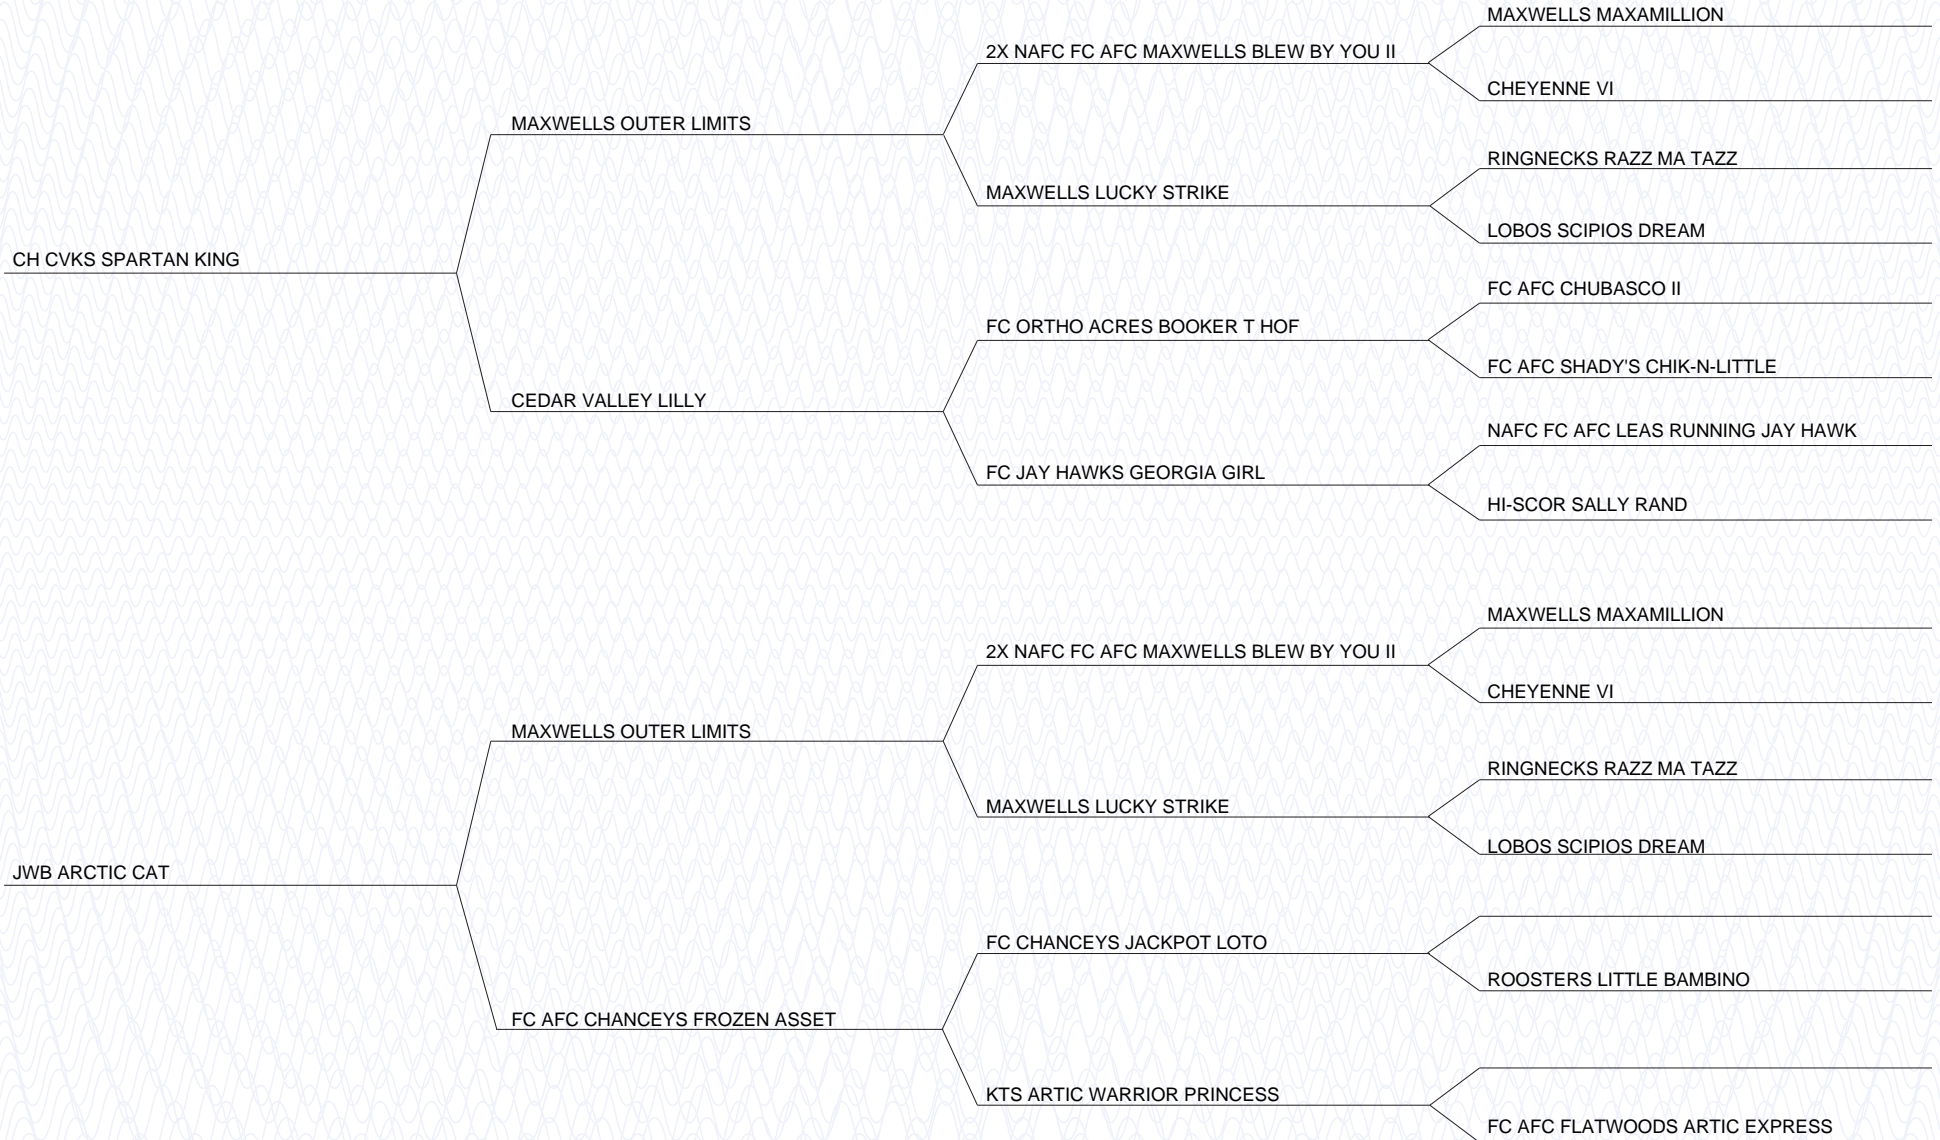 MAXWELLS MAXAMILLION
2X NAFC FC AFC MAXWELLS BLEW BY YOU II
CHEYENNE VI
MAXWELLS OUTER LIMITS
RINGNECKS RAZZ MA TAZZ
MAXWELLS LUCKY STRIKE
LOBOS SCIPIOS DREAM
CH CVKS SPARTAN KING
FC AFC CHUBASCO II
FC ORTHO ACRES BOOKER T HOF
FC AFC SHADY'S CHIK-N-LITTLE
CEDAR VALLEY LILLY
NAFC FC AFC LEAS RUNNING JAY HAWK
FC JAY HAWKS GEORGIA GIRL
HI-SCOR SALLY RAND
MAXWELLS MAXAMILLION
2X NAFC FC AFC MAXWELLS BLEW BY YOU II
CHEYENNE VI
MAXWELLS OUTER LIMITS
RINGNECKS RAZZ MA TAZZ
MAXWELLS LUCKY STRIKE
LOBOS SCIPIOS DREAM
JWB ARCTIC CAT
FC CHANCEYS JACKPOT LOTO
ROOSTERS LITTLE BAMBINO
FC AFC CHANCEYS FROZEN ASSET
KTS ARTIC WARRIOR PRINCESS
FC AFC FLATWOODS ARTIC EXPRESS